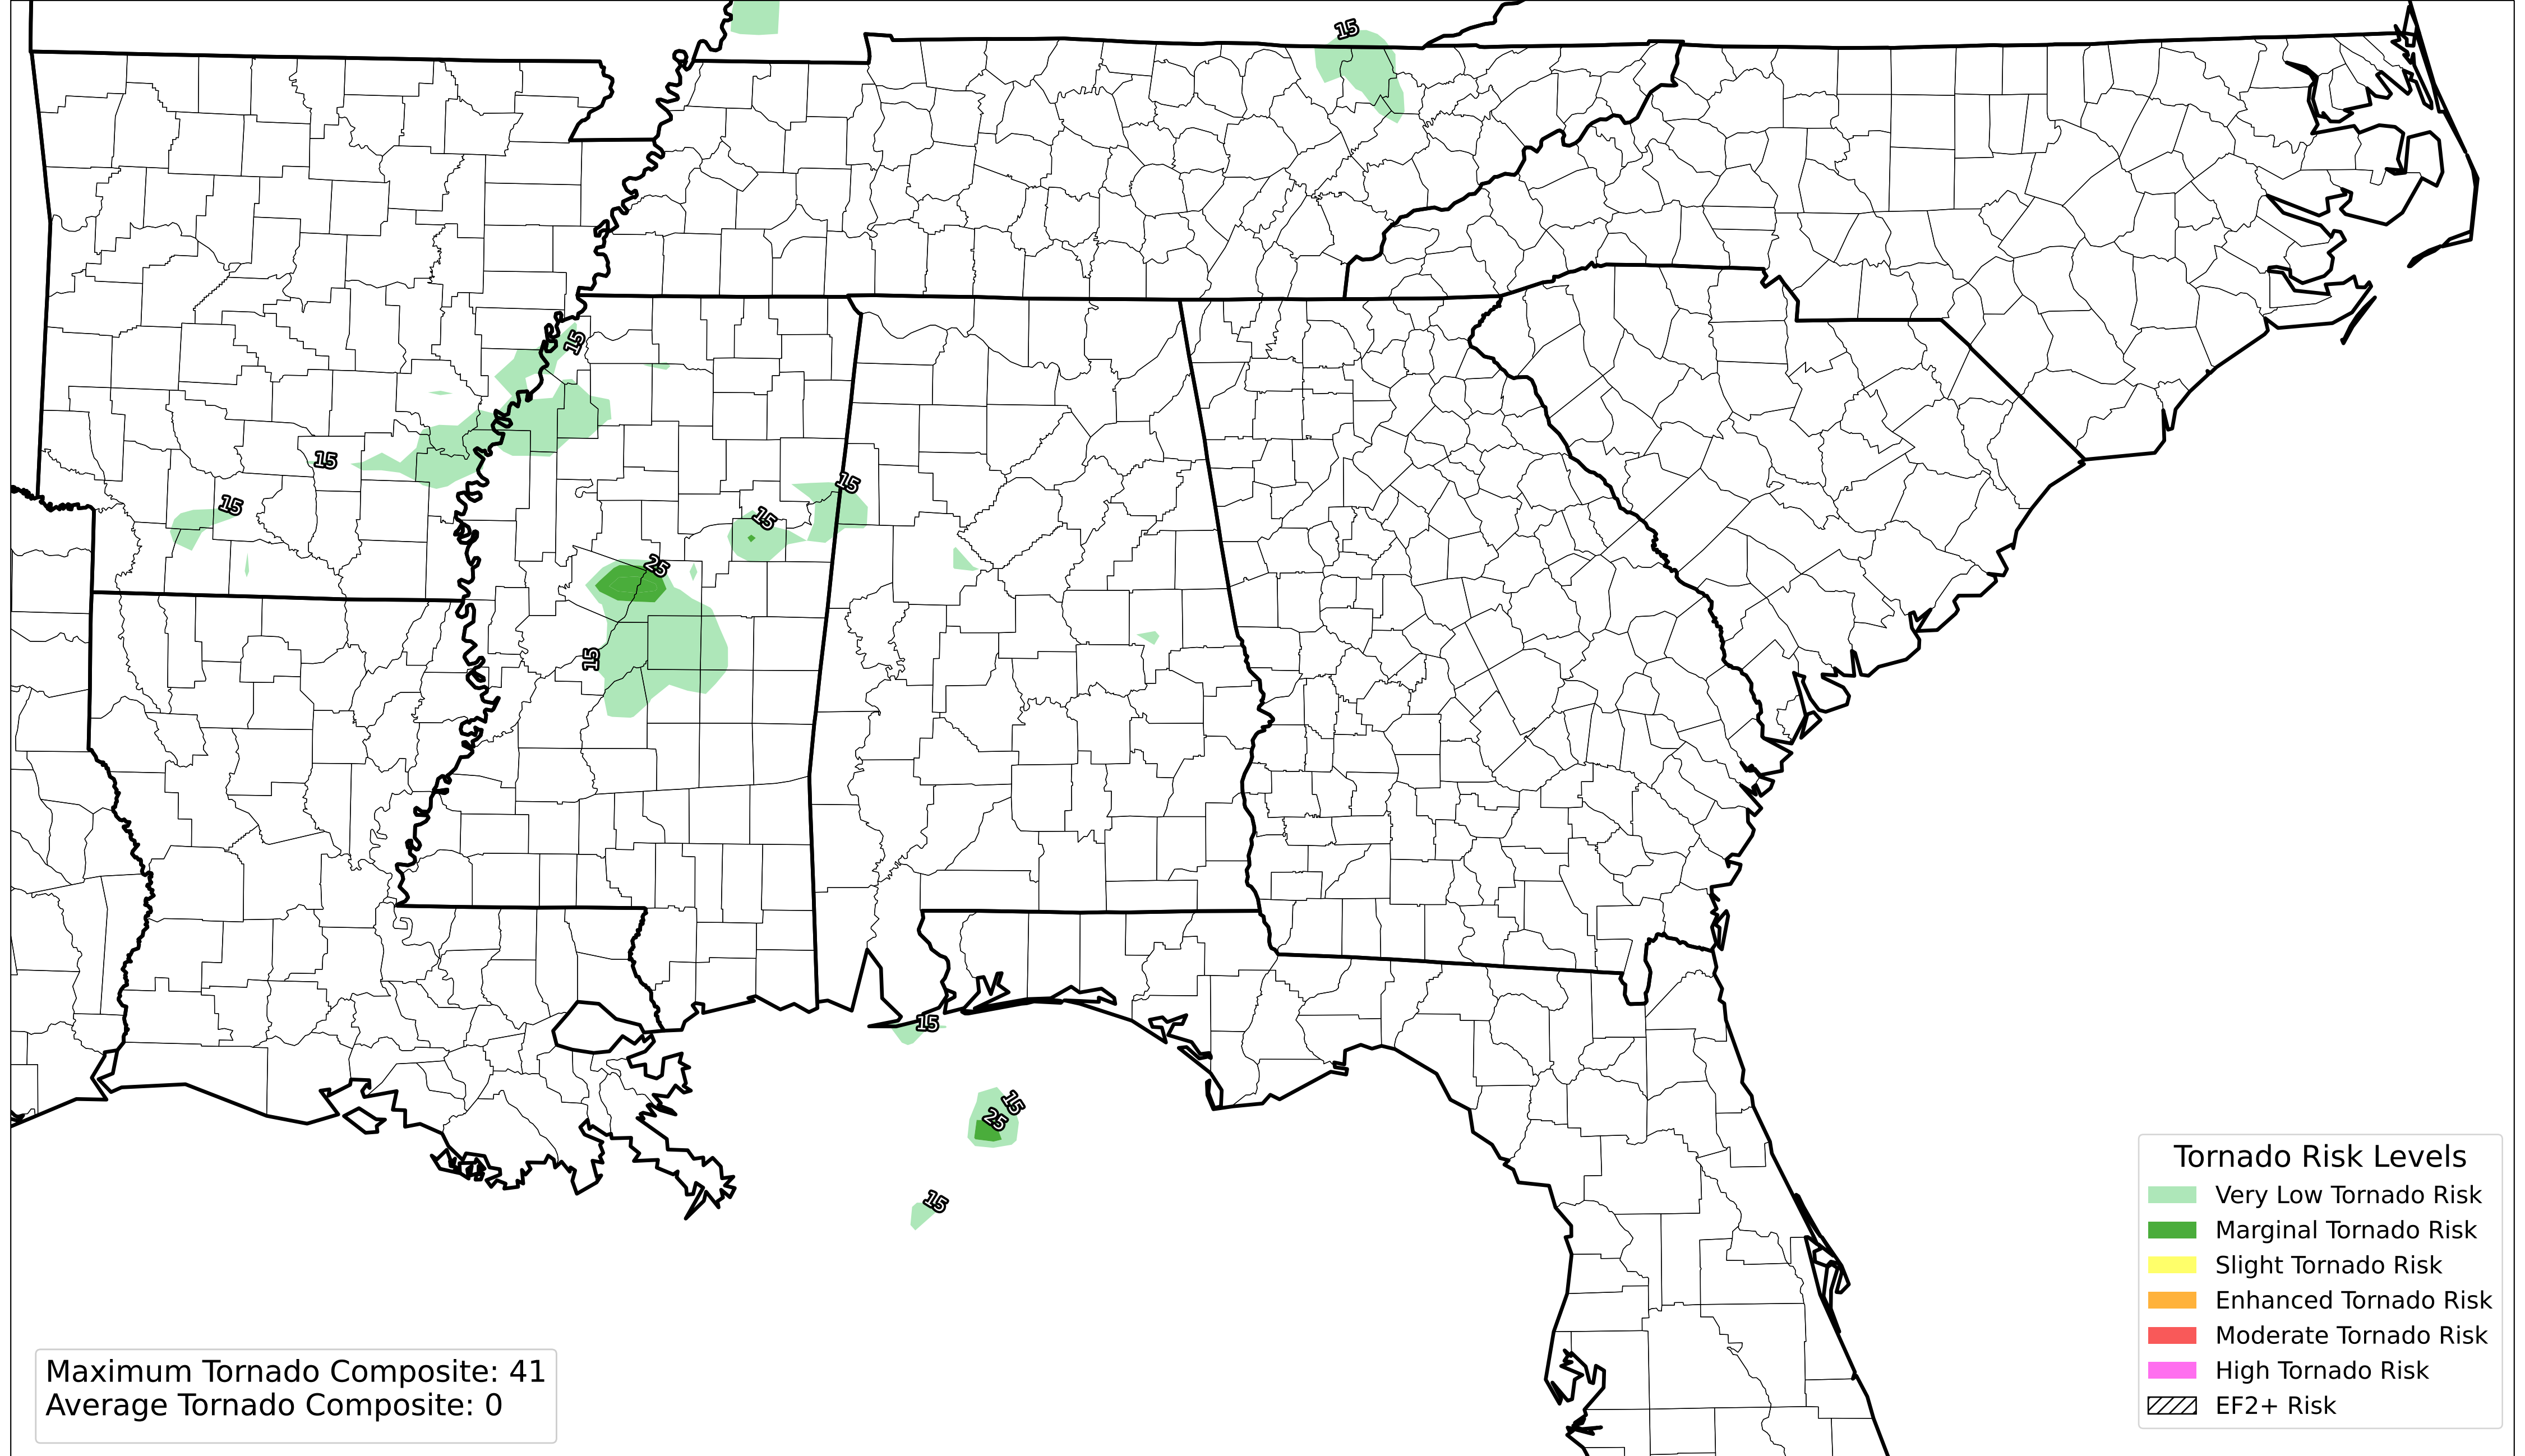 15
15
15
15
15
15
25
15
15
15
25
15
Tornado Risk Levels
Very Low Tornado Risk
Marginal Tornado Risk
Slight Tornado Risk
Enhanced Tornado Risk
Moderate Tornado Risk
High Tornado Risk
EF2+ Risk
Maximum Tornado Composite: 41
Average Tornado Composite: 0